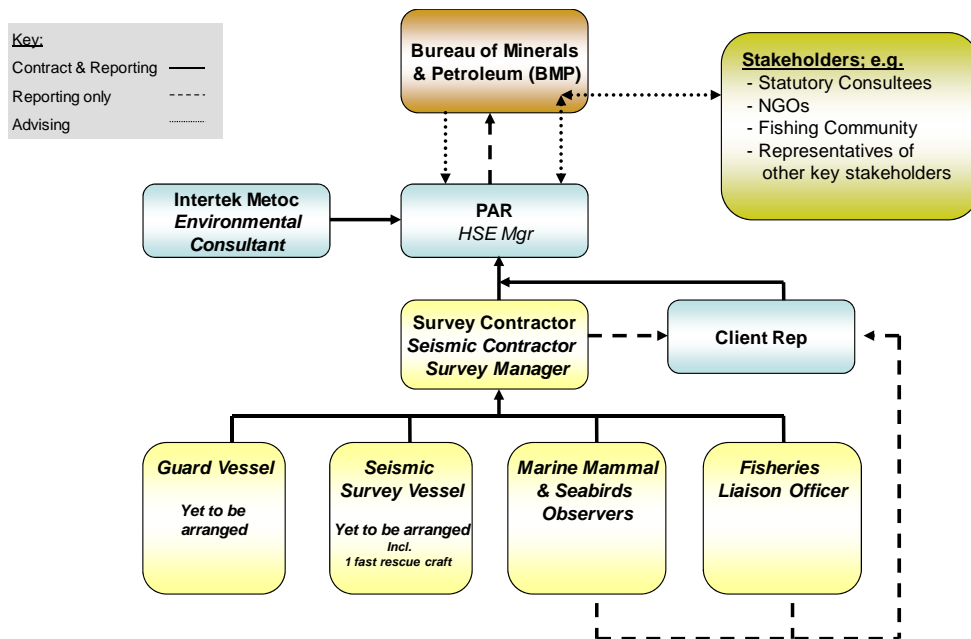 Key:
Contract & Reporting
Reporting only
Advising
Bureau of Minerals
& Petroleum (BMP)
Stakeholders; e.g.
- Statutory Consultees
- NGOs
- Fishing Community
- Representatives of
other key stakeholders
Intertek Metoc
Environmental
Consultant
PAR
HSE Mgr
Survey Contractor
Seismic Contractor
Survey Manager
Client Rep
Guard Vessel
Yet to be
arranged
Seismic
Survey Vessel
Yet to be arranged
Incl.
1 fast rescue craft
Marine Mammal
& Seabirds
Observers
Fisheries
Liaison Officer